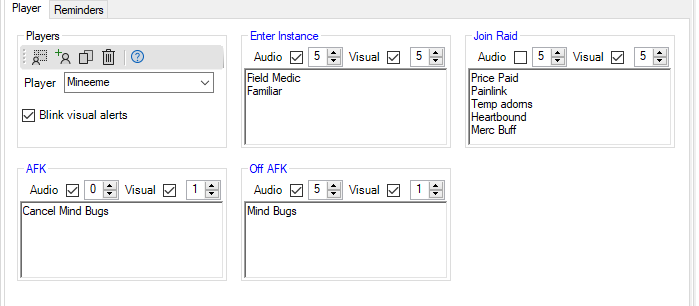 Player Reminders
Players
Player Mineeme
Blink visual alerts
Enter Instance
Audio 5 Visual 5
Field Medic
Familiar
Join Raid
Audio 5 Visual 5
Price Paid
Painlink
Temp adorns
Heartbound
Merc Buff
AFK
Audio 0 Visual 1
Cancel Mind Bugs
Off AFK
Audio 5 Visual 1
Mind Bugs